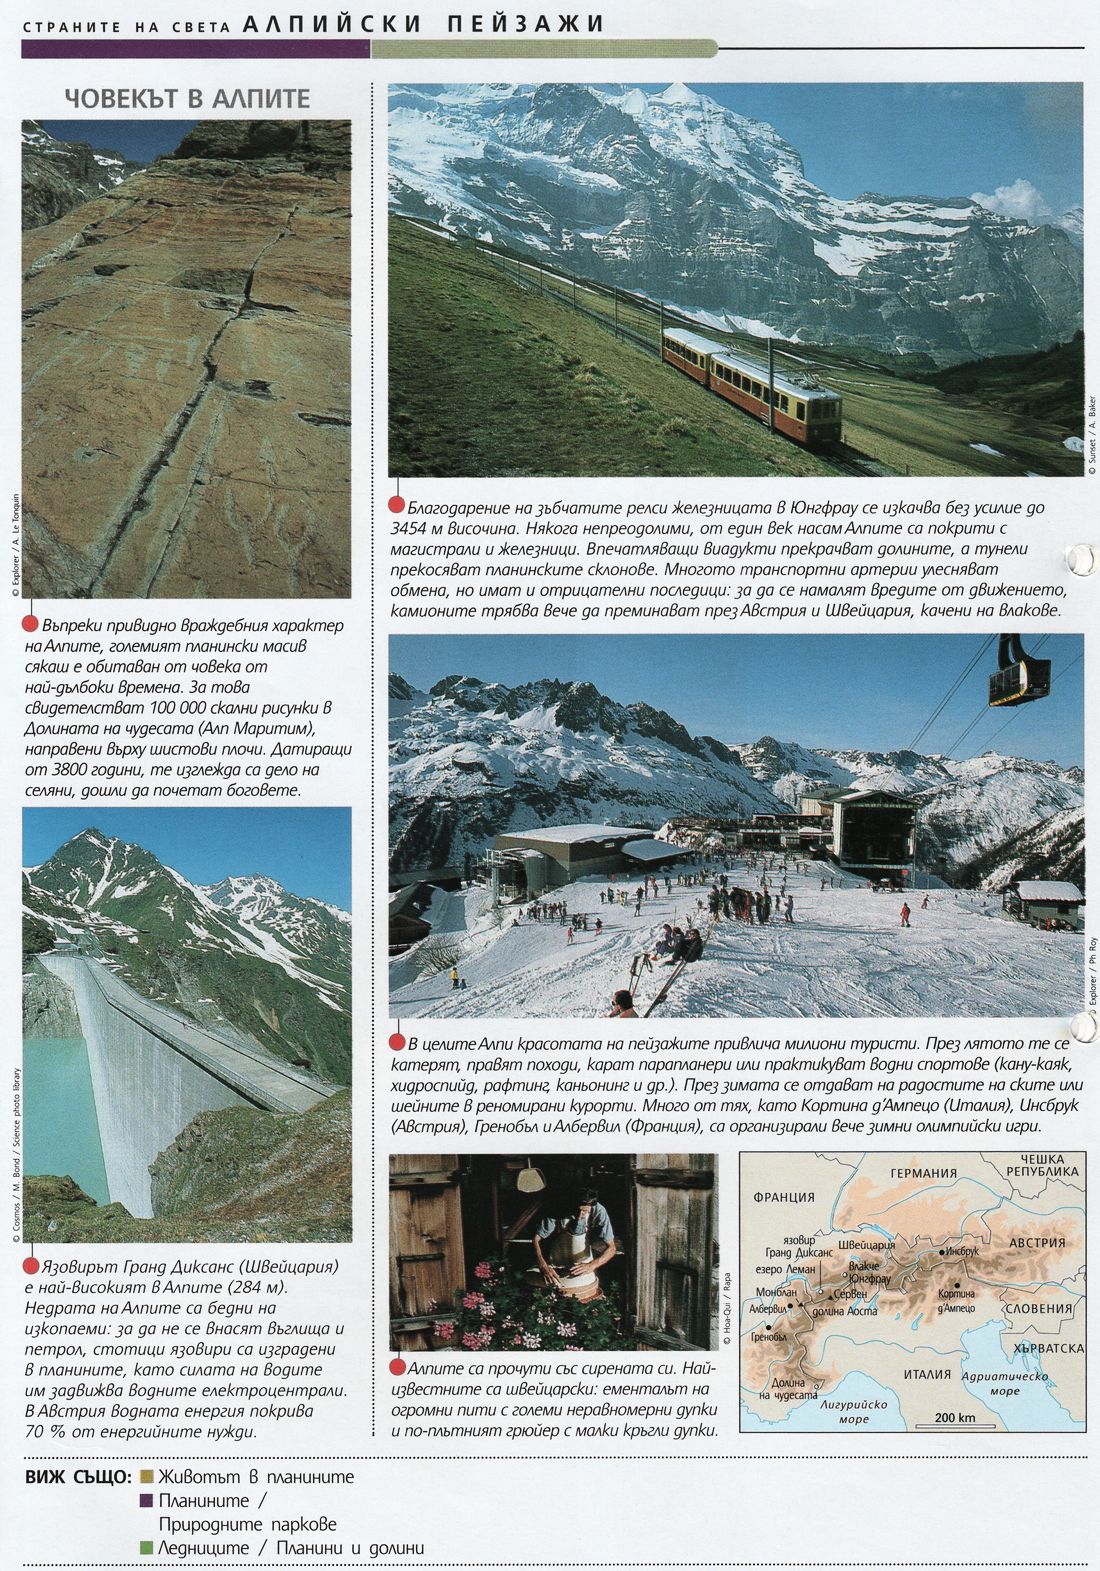 СТРАНИТЕ НА СВЕТА АЛПИЙСКИ ПЕЙЗАЖИ
ЧОВЕКЪТ В АЛПИТЕ
© Explorer / A. Le Tonquin
Въпреки привидно враждебния характер
на Алпите, големият планински масив
сякаш е обитаван от човека от
най-дълбоки времена. За това
свидетелстват 100 000 скални рисунки в
Долината на чудесата (Алп Маритим),
направени върху шистови плочи. Датиращи
от 3800 години, те изглежда са дело на
селяни, дошли да почетат боговете.
© Cosmos / M. Bond / Science photo library
Язовирът Гранд Диксанс (Швейцария)
е най-високият в Алпите (284 м).
Недрата на Алпите са бедни на
изкопаеми: за да не се внасят въглища и
петрол, стотици язовири са изградени
в планините, като силата на водите
им задвижва водните електроцентрали.
В Австрия водната енергия покрива
70 % от енергийните нужди.
© Sunset / A. Baker
Благодарение на зъбчатите релси железницата в Юнгфрау се изкачва без усилие до
3454 м височина. Някога непреодолими, от един век насам Алпите са покрити с
магистрали и железници. Впечатляващи виадукти прекрачват долините, а тунели
прекосяват планинските склонове. Многото транспортни артерии улесняват
обмена, но имат и отрицателни последици: за да се намалят вредите от движението,
камионите трябва вече да преминават през Австрия и Швейцария, качени на влакове.
Explorer / Ph Roy
В целите Алпи красотата на пейзажите привлича милиони туристи. През лятото те се
катерят, правят походи, карат парапланери или практикуват водни спортове (кану-каяк,
хидроспийд, рафтинг, каньонинг и др.). През зимата се отдават на радостите на ските или
шейните в реномирани курорти. Много от тях, като Кортина д'Ампецо (Италия), Инсбрук
(Австрия), Гренобъл и Албервил (Франция), са организирали вече зимни олимпийски игри.
© Hoa-Qui / Rapa
Алпите са прочути със сирената си. Най-
известните са швейцарски: ементалът на
огромни пити с големи неравномерни дупки
и по-плътният грюйер с малки кръгли дупки.
ЧЕШКА
РЕПУБЛИКА
ГЕРМАНИЯ
ФРАНЦИЯ
язовир
Гранд Диксанс
Швейцария
АВСТРИЯ
Инсбрук
езеро Леман
Влакче
Юнгфрау
Монблан
Сервен
Кортина
д'Ампецо
Албервил
долина Аоста
СЛОВЕНИЯ
Гренобъл
ХЪРВАТСКА
ИТАЛИЯ
Адриатическо
море
Долина
на чудесата
Лигурийско
море
200 km
ВИЖ СЪЩО:
Животът в планините
Планините /
Природните паркове
Ледниците / Планини и долини